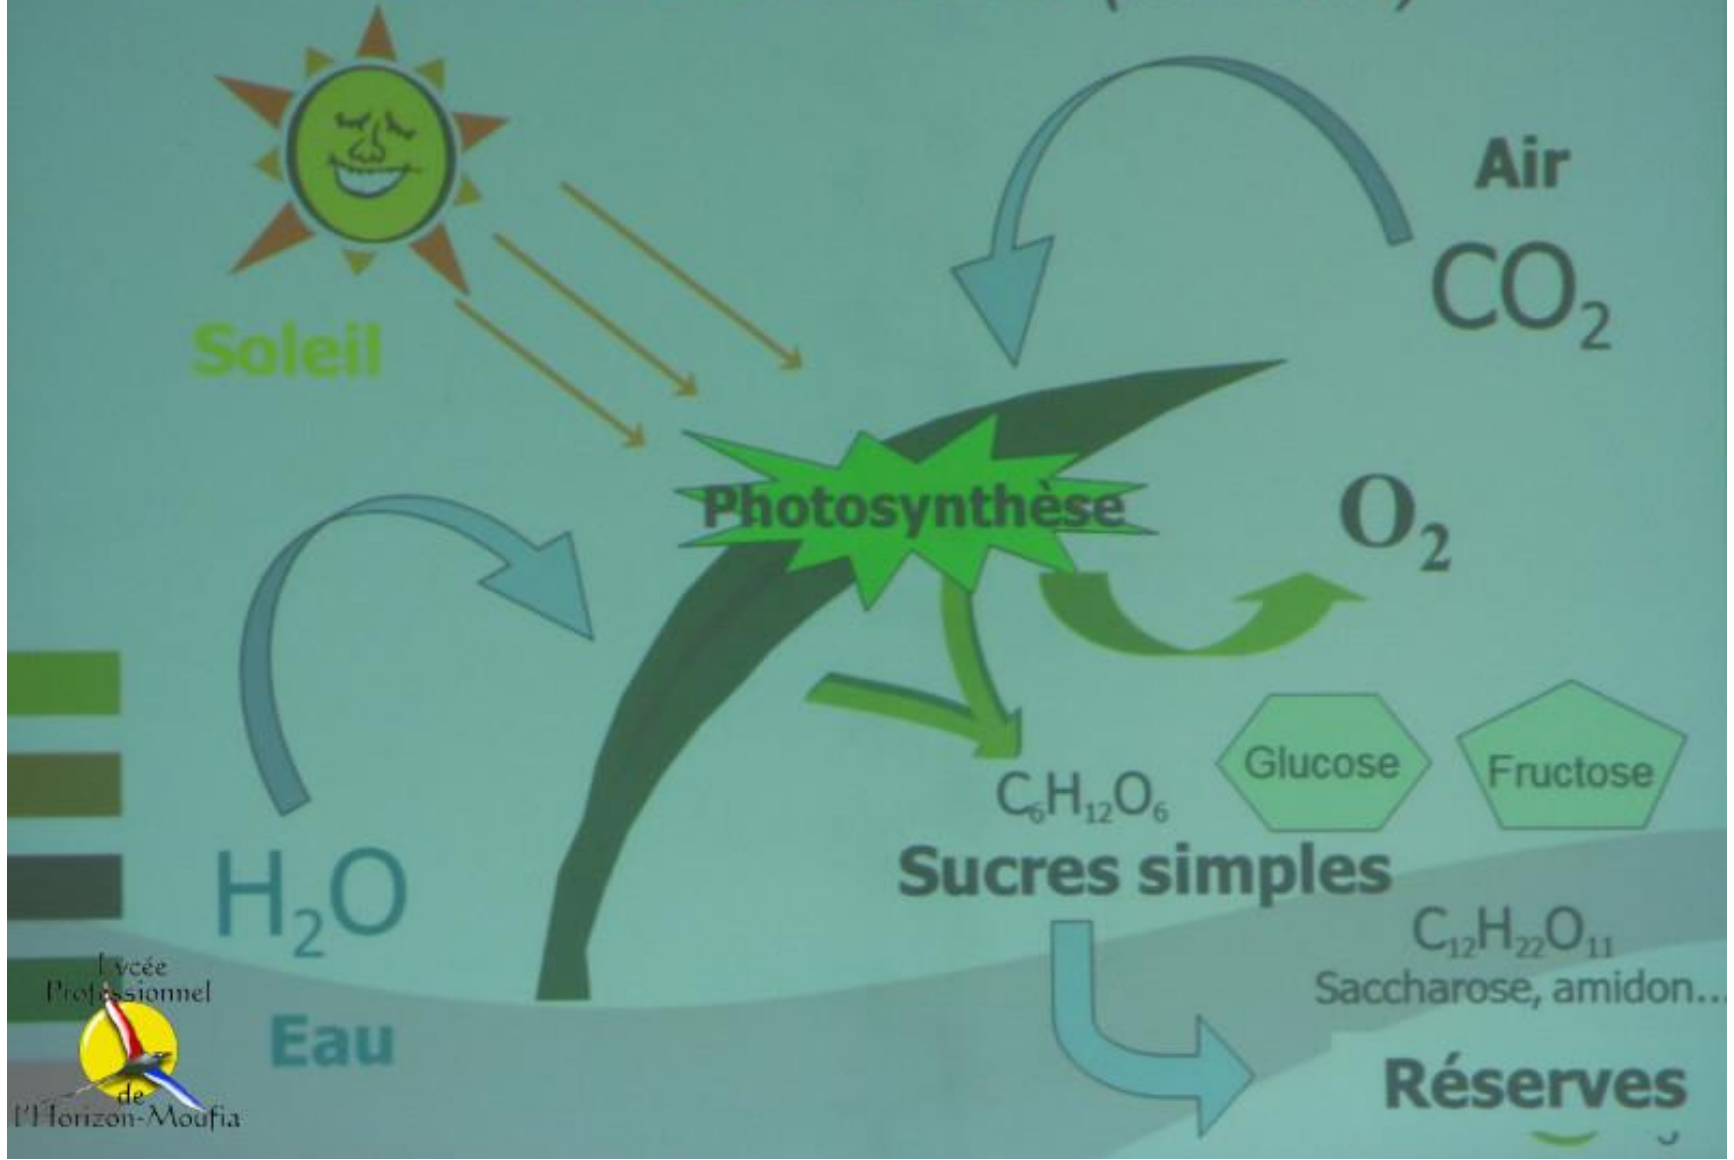 Soleil
Air
CO₂
Photosynthèse
O₂
Glucose
Fructose
C₆H₁₂O₆
Sucres simples
H₂O
Eau
C₁₂H₂₂O₁₁
Saccharose, amidon...
Réserves
Lycée
Professionnel
de
l'Horizon-Moufia